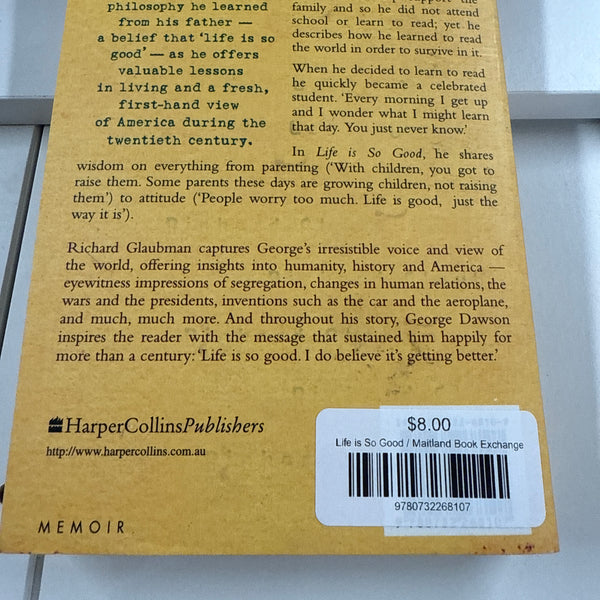 philosophy he learned
from his father —
a belief that ‘life is so
good’ — as he offers
valuable lessons
in living and a fresh,
first-hand view
of America during the
twentieth century.
family and so he did not attend
school or learn to read; yet he
describes how he learned to read
the world in order to survive in it.
When he decided to learn to read
he quickly became a celebrated
student. ‘Every morning I get up
and I wonder what I might learn
that day. You just never know.’
In Life is So Good, he shares
wisdom on everything from parenting (‘With children, you got to
raise them. Some parents these days are growing children, not raising
them’) to attitude (‘People worry too much. Life is good, just the
way it is’).
Richard Glaubman captures George’s irresistible voice and view of
the world, offering insights into humanity, history and America —
eyewitness impressions of segregation, changes in human relations, the
wars and the presidents, inventions such as the car and the aeroplane,
and much, much more. And throughout his story, George Dawson
inspires the reader with the message that sustained him happily for
more than a century: ‘Life is so good. I do believe it’s getting better.’
HarperCollinsPublishers
http://www.harpercollins.com.au
MEMOIR
$8.00
Life is So Good / Maitland Book Exchange
9780732268107